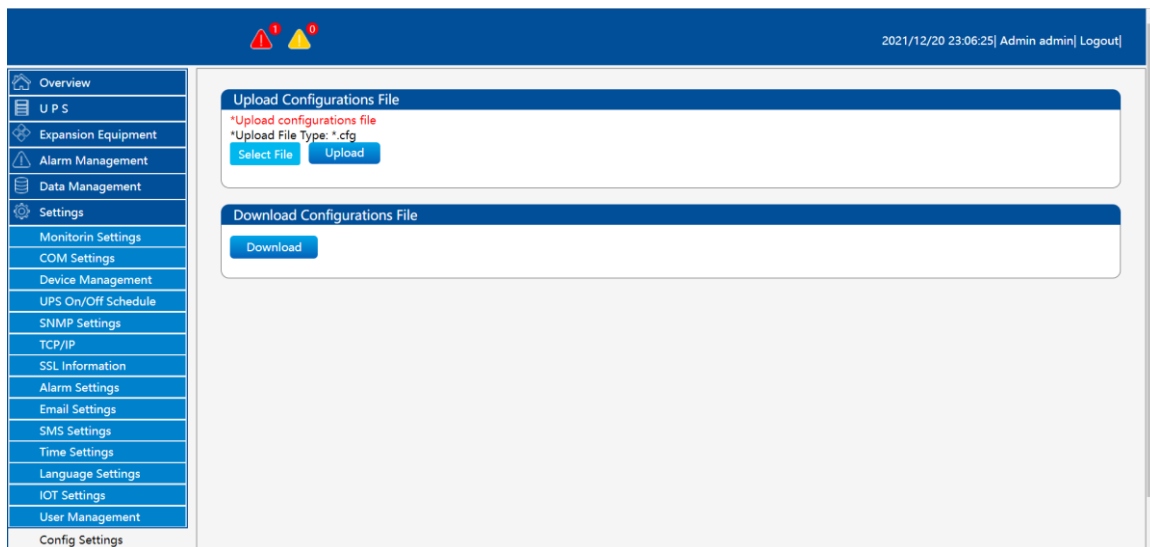 1 0
2021/12/20 23:06:25| Admin admin| Logout|
Overview
U P S
Expansion Equipment
Alarm Management
Data Management
Settings
Monitorin Settings
COM Settings
Device Management
UPS On/Off Schedule
SNMP Settings
TCP/IP
SSL Information
Alarm Settings
Email Settings
SMS Settings
Time Settings
Language Settings
IOT Settings
User Management
Config Settings
Upload Configurations File
*Upload configurations file
*Upload File Type: *.cfg
Select File Upload
Download Configurations File
Download